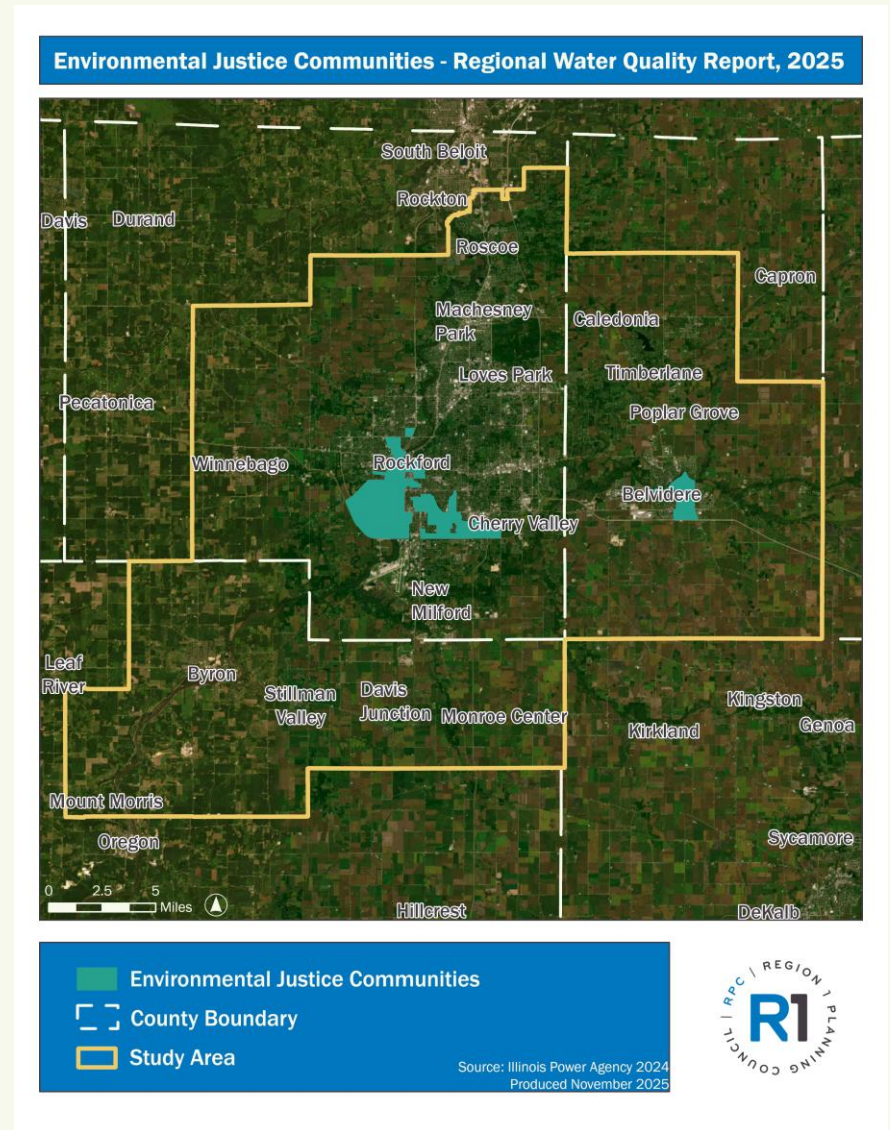 Environmental Justice Communities - Regional Water Quality Report, 2025
South Beloit
Rockton
Davis
Durand
Roscoe
Capron
Machesney
Park
Caledonia
Loves Park
Timberlane
Pecatonica
Poplar Grove
Winnebago
Rockford
Belvidere
Cherry Valley
New
Milford
Leaf
River
Byron
Stillman
Valley
Davis
Junction
Monroe Center
Kingston
Kirkland
Genoa
Mount Morris
Oregon
Sycamore
0 2.5 5
Miles
Hillcrest
DeKalb
Environmental Justice Communities
County Boundary
Study Area
Source: Illinois Power Agency 2024
Produced November 2025
RPC | REGION 1 PLANNING COUNCIL |
R1